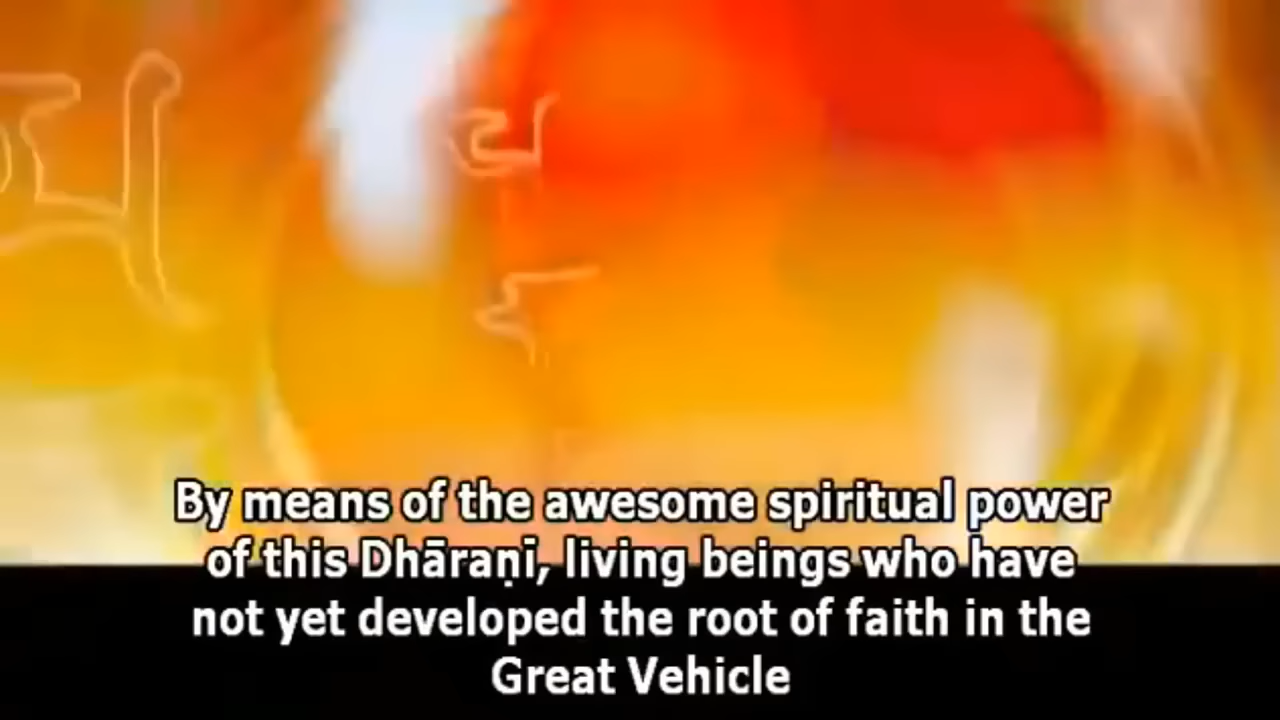 By means of the awesome spiritual power
of this Dhāraṇī, living beings who have
not yet developed the root of faith in the
Great Vehicle